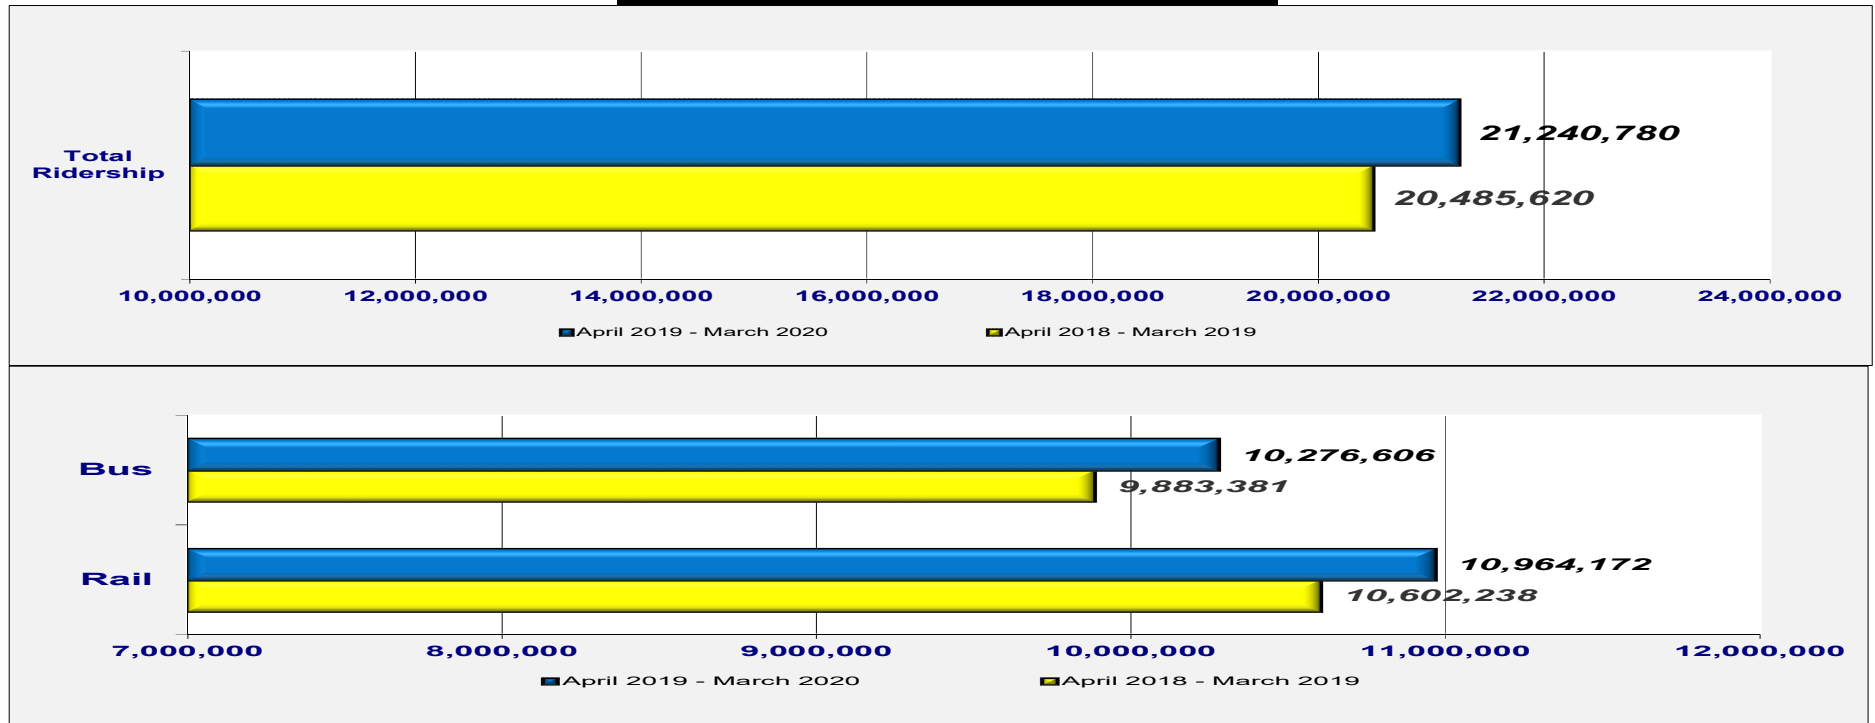 21,240,780
Total
Ridership
20,485,620
10,000,000 12,000,000 14,000,000 16,000,000 18,000,000 20,000,000 22,000,000 24,000,000
April 2019 - March 2020 April 2018 - March 2019
Bus
10,276,606
9,883,381
Rail
10,964,172
10,602,238
7,000,000 8,000,000 9,000,000 10,000,000 11,000,000 12,000,000
April 2019 - March 2020 April 2018 - March 2019